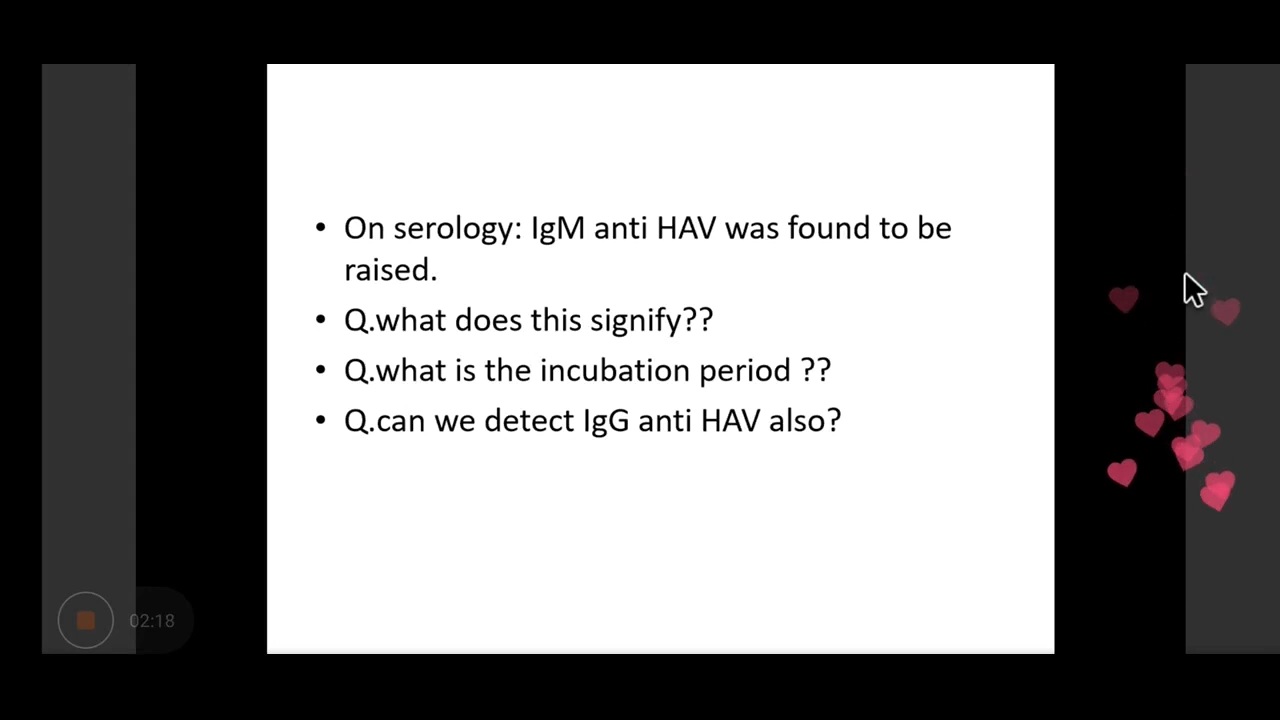 • On serology: IgM anti HAV was found to be
raised.
• Q.what does this signify??
• Q.what is the incubation period ??
• Q.can we detect IgG anti HAV also?
02:18